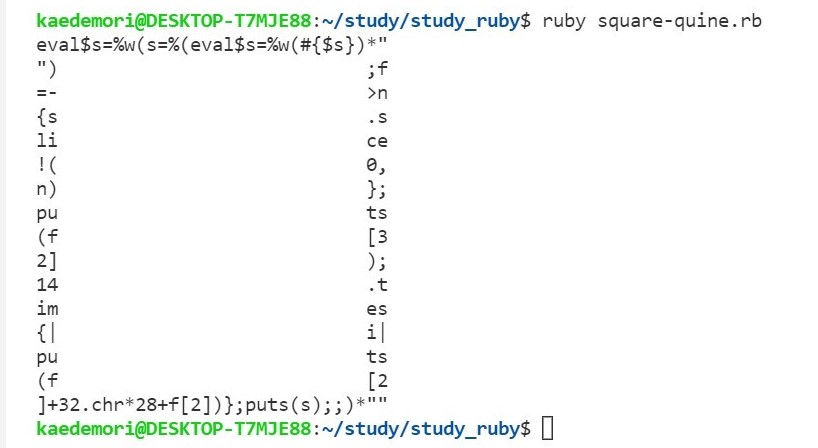 kaedemori@DESKTOP-T7MJE88:~/study/study_ruby$ ruby square-quine.rb
eval$s=%w(s=%(eval$s=%w(#{$s})*"
")                            ;f
=-                            >n
{s                            .s
li                            ce
!(                            0,
n)                            };
pu                            ts
(f                            [3
2]                            );
14                            .t
im                            es
{|                            i|
pu                            ts
(f                            [2
]+32.chr*28+f[2])};puts(s);;)*""
kaedemori@DESKTOP-T7MJE88:~/study/study_ruby$